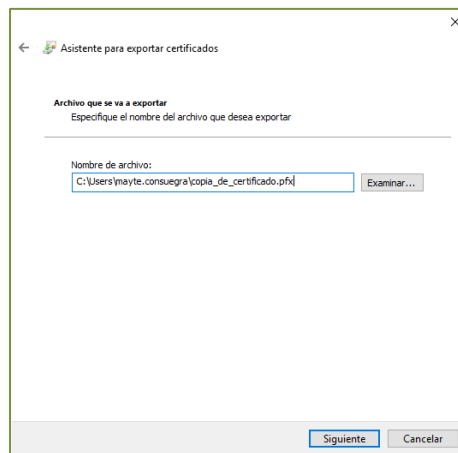 Asistente para exportar certificados
Archivo que se va a exportar
Especifique el nombre del archivo que desea exportar
Nombre de archivo:
C:\Users\mayte.consuegra\copia_de_certificado.pfx
Examinar...
Siguiente
Cancelar